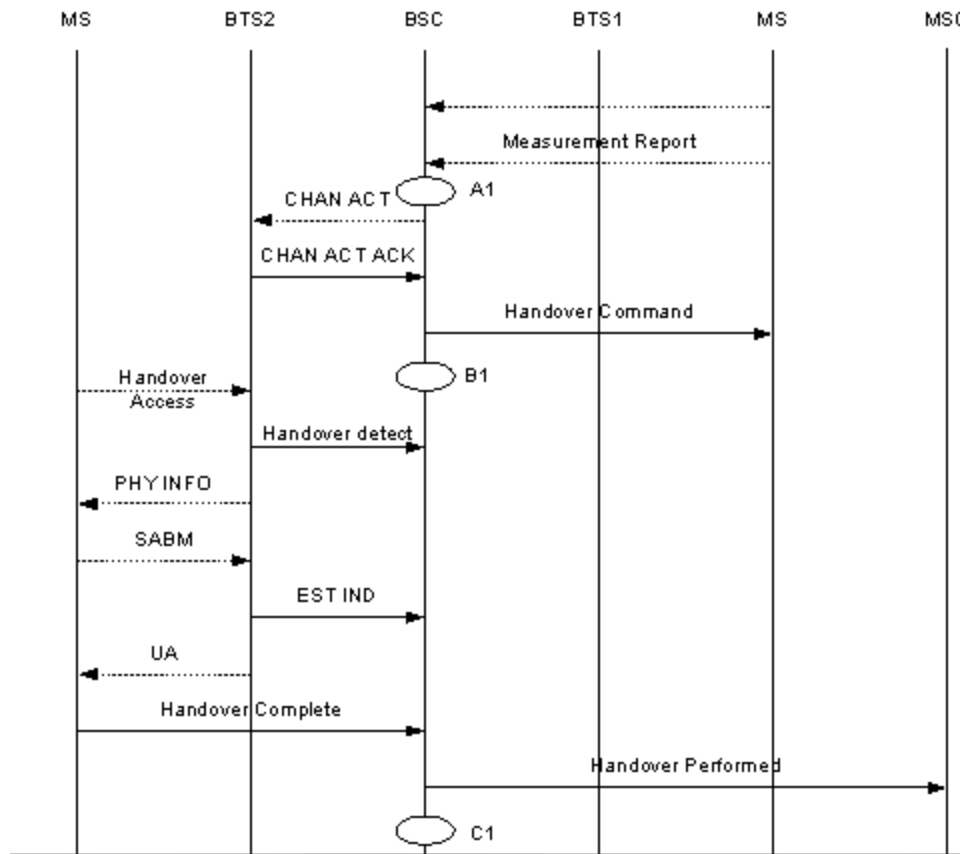 MS BTS2 BSC BTS1 MS MSC
Measurement Report
A1
CHAN ACT
CHAN ACT ACK
Handover Command
B1
Handover
Access
Handover detect
PHY INFO
SABM
EST IND
UA
Handover Complete
Handover Performed
C1